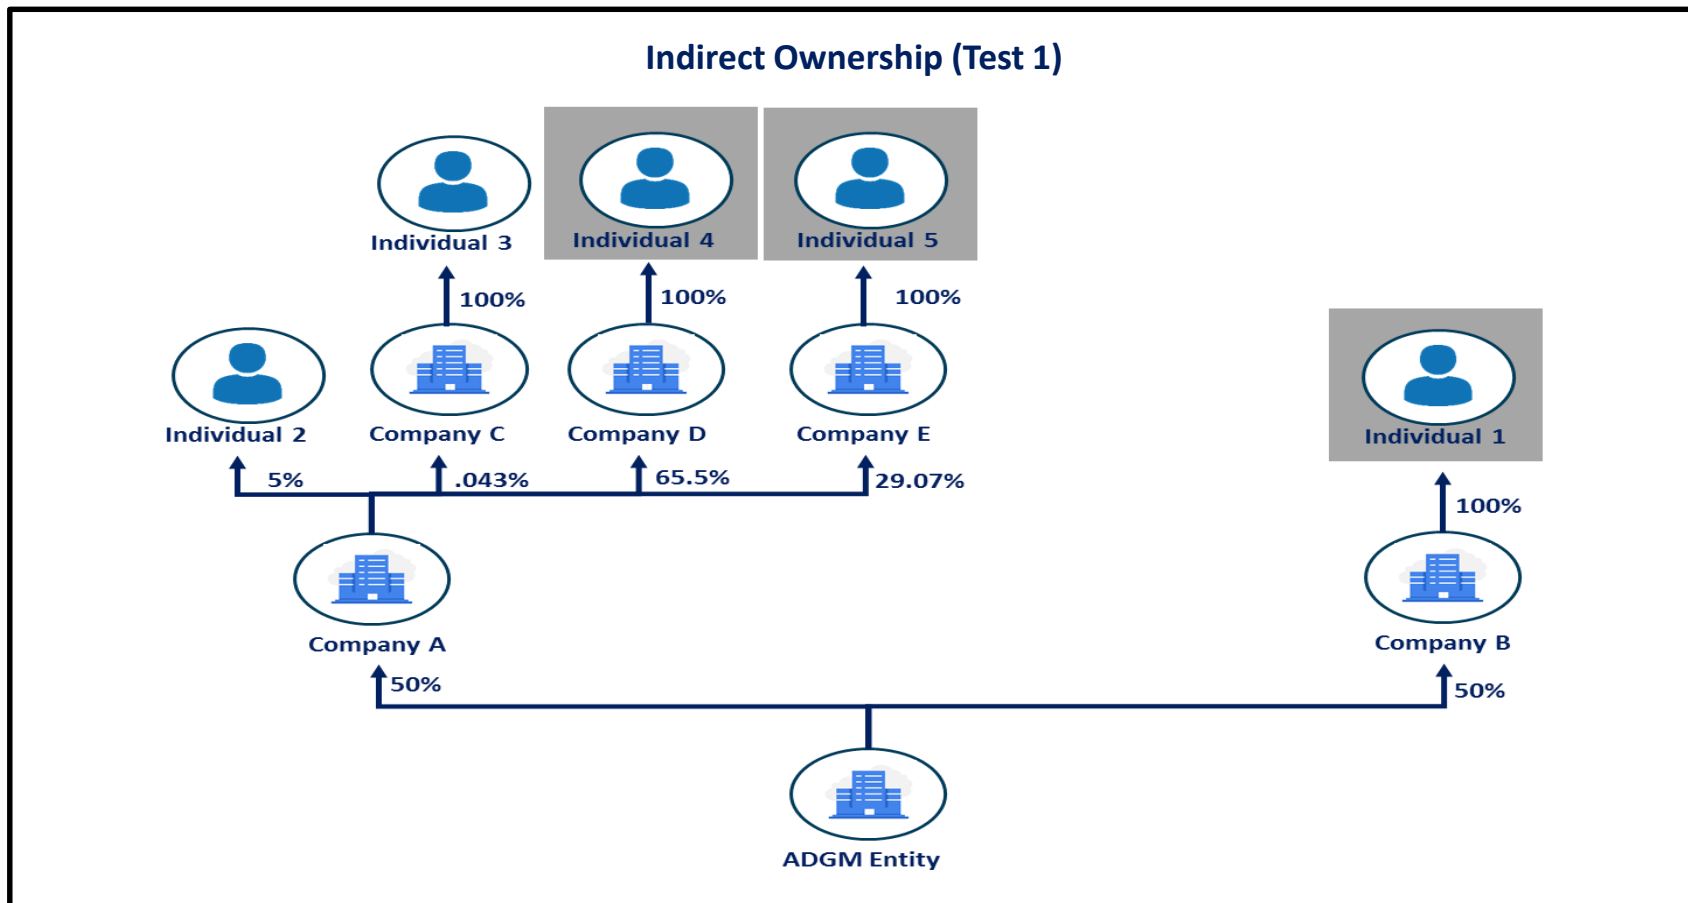 Indirect Ownership (Test 1)
Individual 3
Individual 4
Individual 5
100%
100%
100%
100%
Individual 2
Company C
Company D
Company E
Individual 1
5%
.043%
65.5%
29.07%
Company A
Company B
50%
50%
ADGM Entity